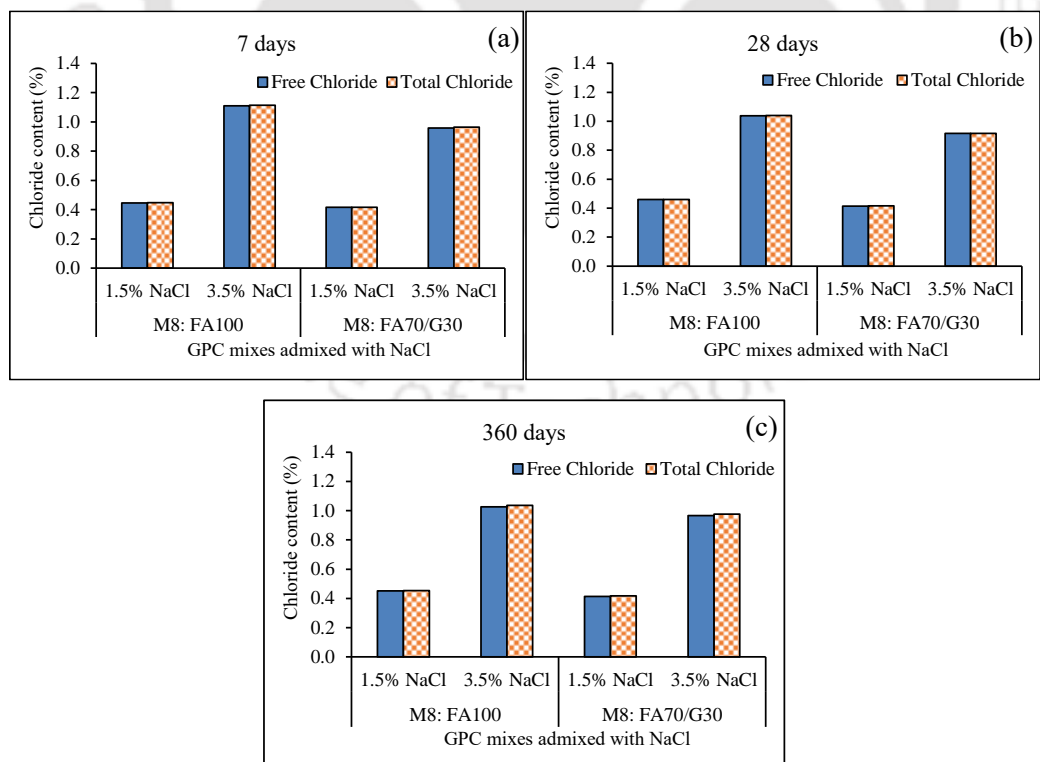 7 days (a)
1.4
1.2
1.0
0.8
0.6
0.4
0.2
0.0
Chloride content (%)
Free Chloride Total Chloride
1.5% NaCl 3.5% NaCl 1.5% NaCl 3.5% NaCl
M8: FA100 M8: FA70/G30
GPC mixes admixed with NaCl
28 days (b)
1.4
1.2
1.0
0.8
0.6
0.4
0.2
0.0
Chloride content (%)
Free Chloride Total Chloride
1.5% NaCl 3.5% NaCl 1.5% NaCl 3.5% NaCl
M8: FA100 M8: FA70/G30
GPC mixes admixed with NaCl
360 days (c)
1.4
1.2
1.0
0.8
0.6
0.4
0.2
0.0
Chloride content (%)
Free Chloride Total Chloride
1.5% NaCl 3.5% NaCl 1.5% NaCl 3.5% NaCl
M8: FA100 M8: FA70/G30
GPC mixes admixed with NaCl